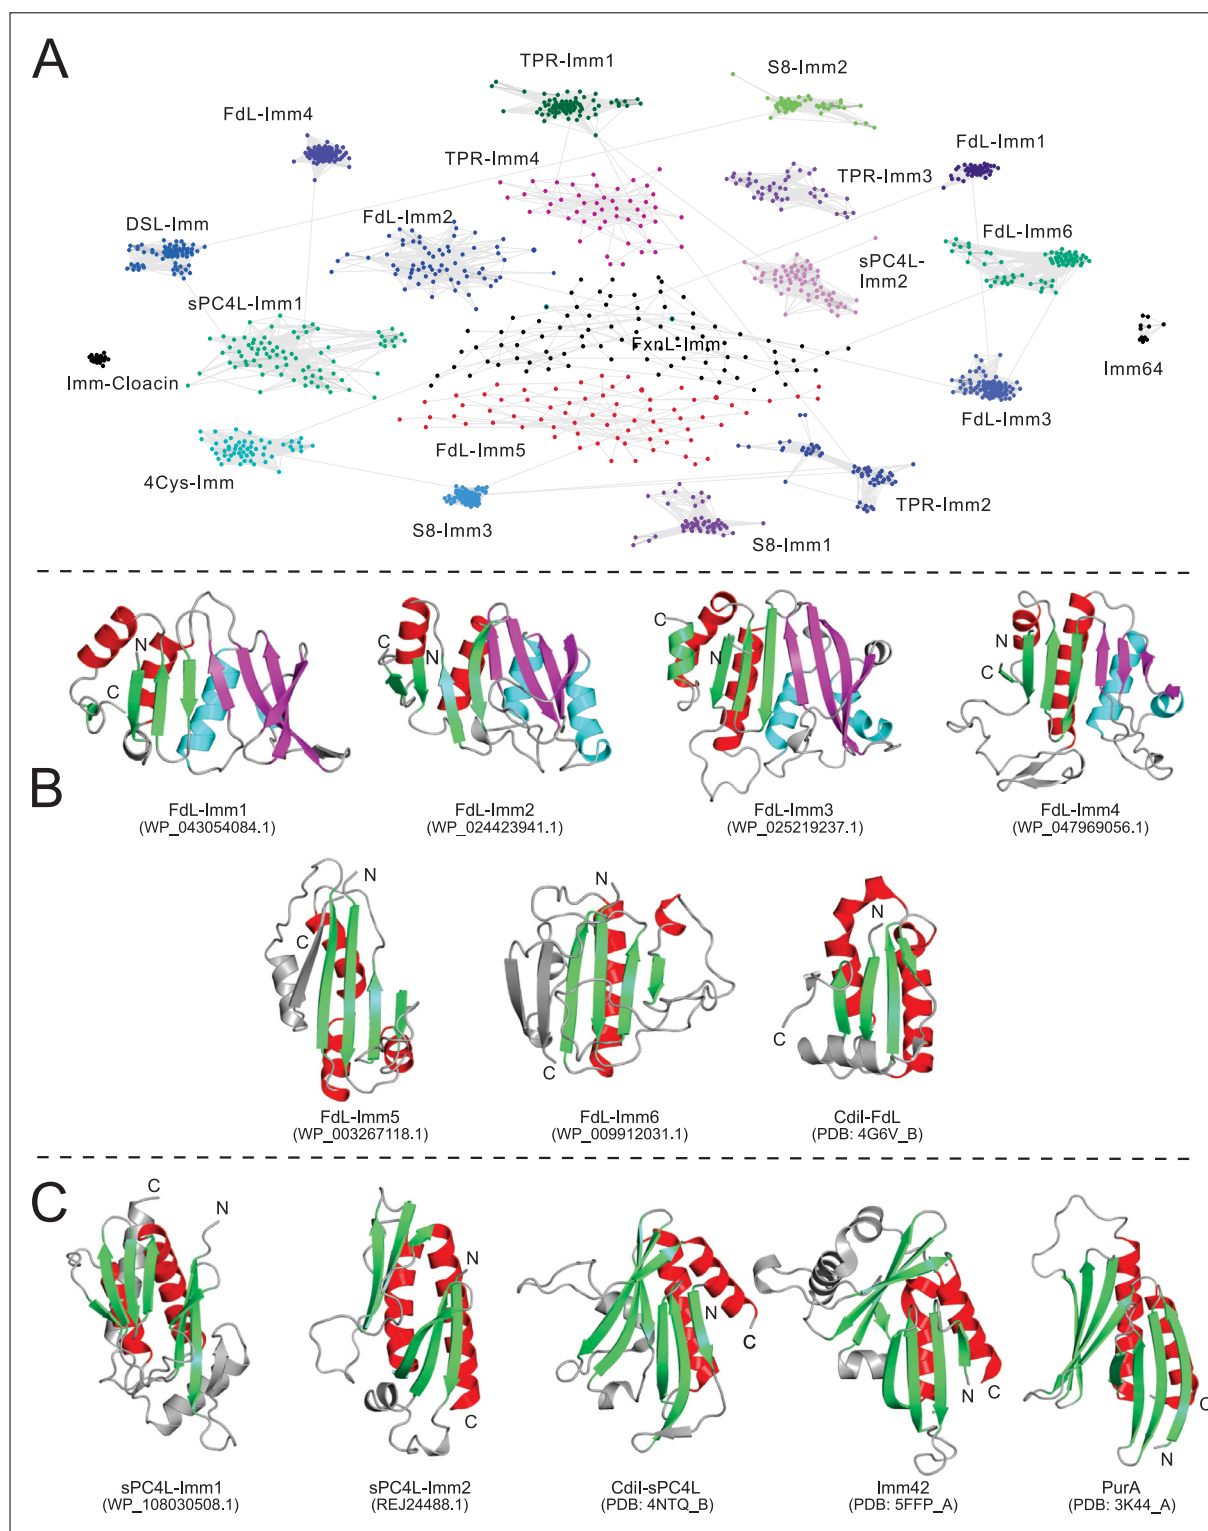 A
TPR-Imm1
S8-Imm2
FdL-Imm4
FdL-Imm1
TPR-Imm4
TPR-Imm3
DSL-Imm
FdL-Imm2
FdL-Imm6
sPC4L-
Imm2
sPC4L-Imm1
FxnL-Imm
Imm-Cloacin
Imm64
FdL-Imm3
FdL-Imm5
4Cys-Imm
TPR-Imm2
S8-Imm3
S8-Imm1
B
N
C
FdL-Imm1
(WP_043054084.1)
C
N
FdL-Imm2
(WP_024423941.1)
C
N
FdL-Imm3
(WP_025219237.1)
N
C
FdL-Imm4
(WP_047969056.1)
N
C
FdL-Imm5
(WP_003267118.1)
N
C
FdL-Imm6
(WP_009912031.1)
N
C
CdiI-FdL
(PDB: 4G6V_B)
C
C
N
sPC4L-Imm1
(WP_108030508.1)
N
C
sPC4L-Imm2
(REJ24488.1)
N
C
CdiI-sPC4L
(PDB: 4NTQ_B)
N
C
Imm42
(PDB: 5FFP_A)
C
N
PurA
(PDB: 3K44_A)